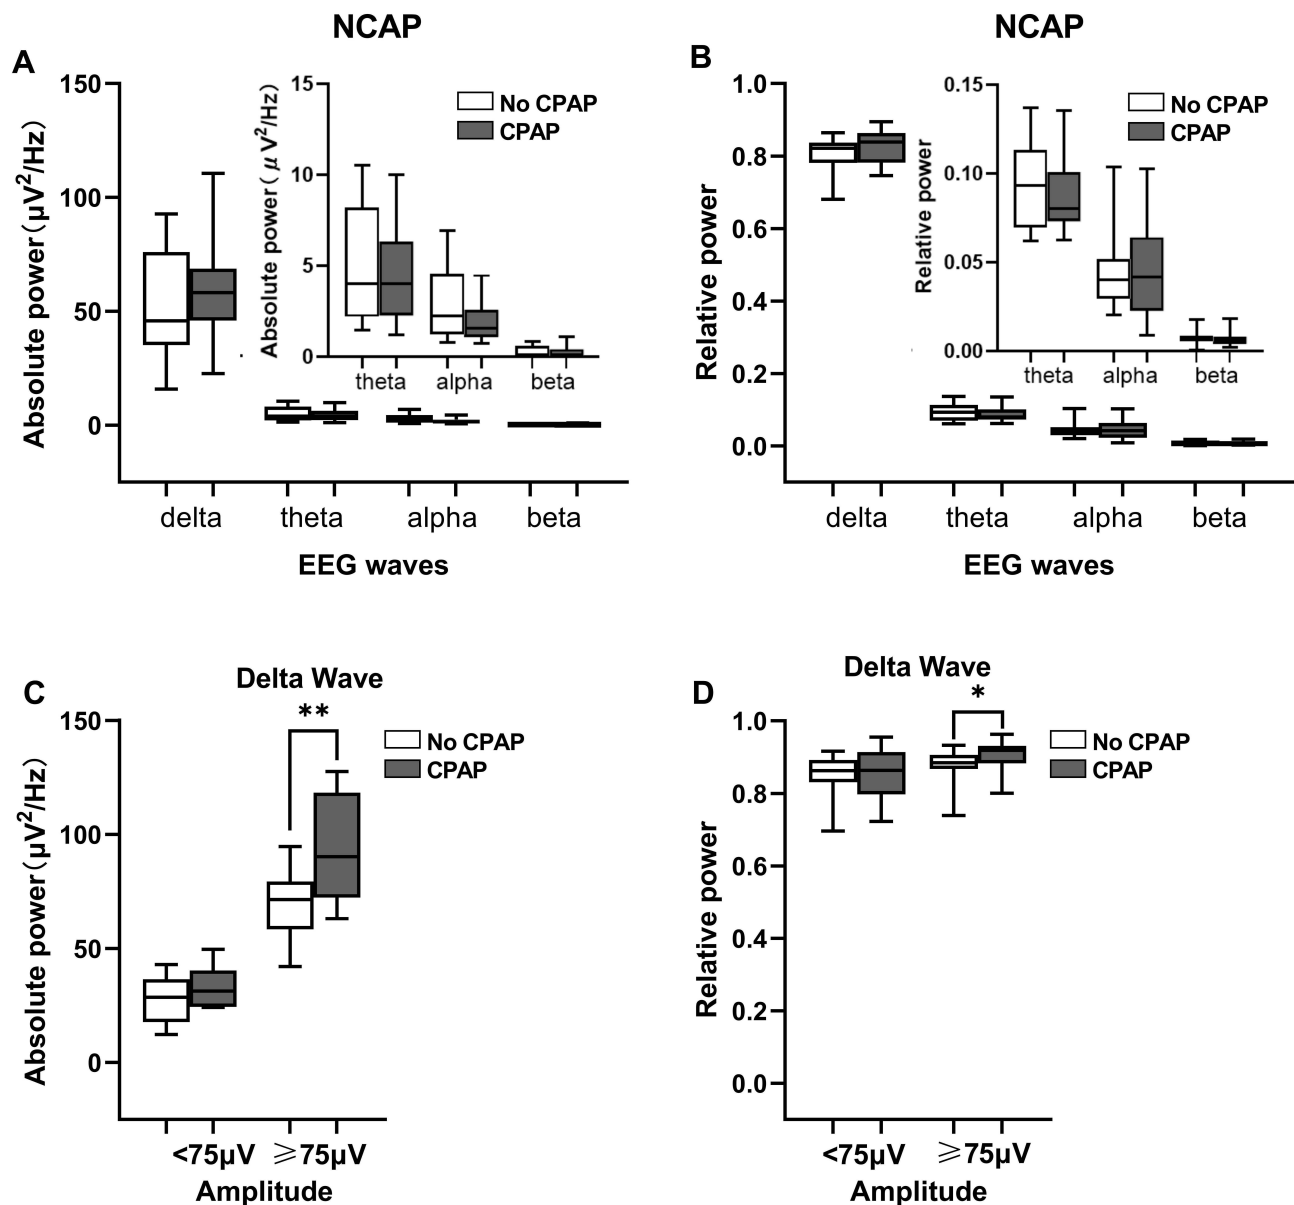 NCAP
A
Absolute power(µV²/Hz)
150
100
50
0
Absolute power( µ V²/Hz)
15
10
5
0
No CPAP
CPAP
theta alpha beta
delta theta alpha beta
EEG waves
NCAP
B
Relative power
1.0
0.8
0.6
0.4
0.2
0.0
Relative power
0.15
0.10
0.05
0.00
No CPAP
CPAP
theta alpha beta
delta theta alpha beta
EEG waves
C
Delta Wave
**
Absolute power(µV²/Hz)
150
100
50
0
No CPAP
CPAP
<75µV ⩾75µV
Amplitude
D
Delta Wave
*
Relative power
1.0
0.8
0.6
0.4
0.2
0.0
No CPAP
CPAP
<75µV ⩾75µV
Amplitude